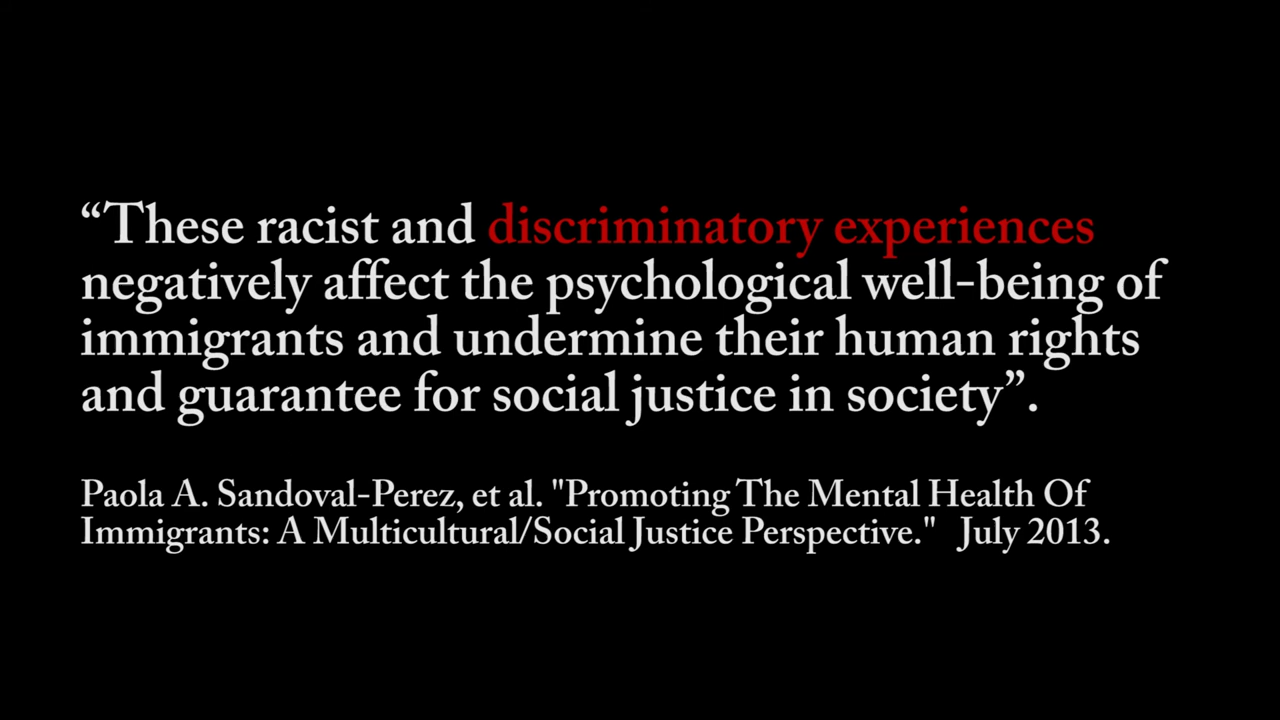 “These racist and discriminatory experiences
negatively affect the psychological well-being of
immigrants and undermine their human rights
and guarantee for social justice in society”.
Paola A. Sandoval-Perez, et al. "Promoting The Mental Health Of
Immigrants: A Multicultural/Social Justice Perspective."  July 2013.